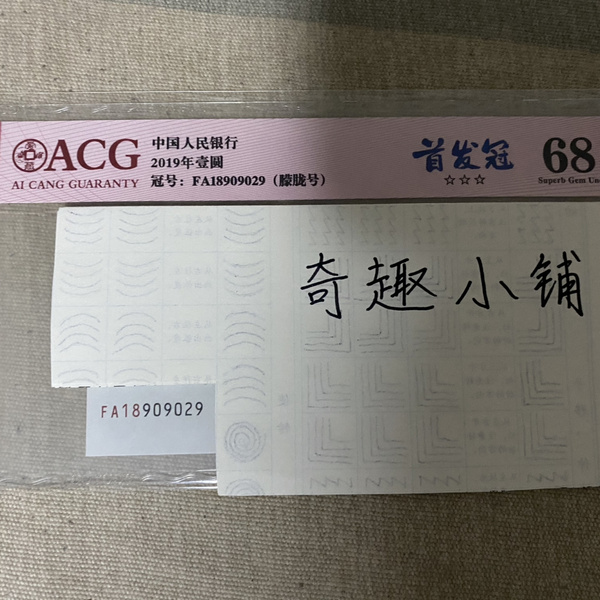 ACG
AI CANG GUARANTY
中国人民银行
2019年壹圆
冠号：FA18909029（朦胧号）
首发冠
☆☆☆
68
Superb Gem Un
奇趣小铺
FA18909029